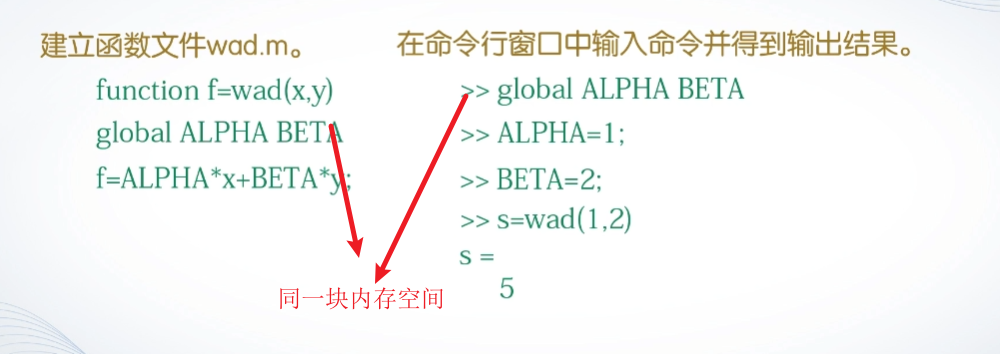 建立函数文件wad.m。
function f=wad(x,y)
global ALPHA BETA
f=ALPHA*x+BETA*y;
在命令行窗口中输入命令并得到输出结果。
>> global ALPHA BETA
>> ALPHA=1;
>> BETA=2;
>> s=wad(1,2)
s =
5
同一块内存空间